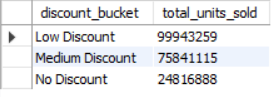 discount_bucket total_units_sold
Low Discount 99943259
Medium Discount 75841115
No Discount 24816888